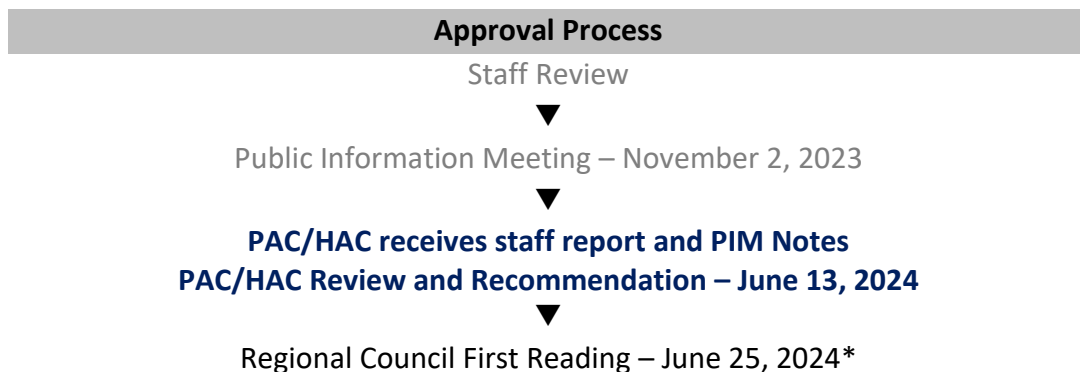 Approval Process
Staff Review
Public Information Meeting – November 2, 2023
PAC/HAC receives staff report and PIM Notes
PAC/HAC Review and Recommendation – June 13, 2024
Regional Council First Reading – June 25, 2024*